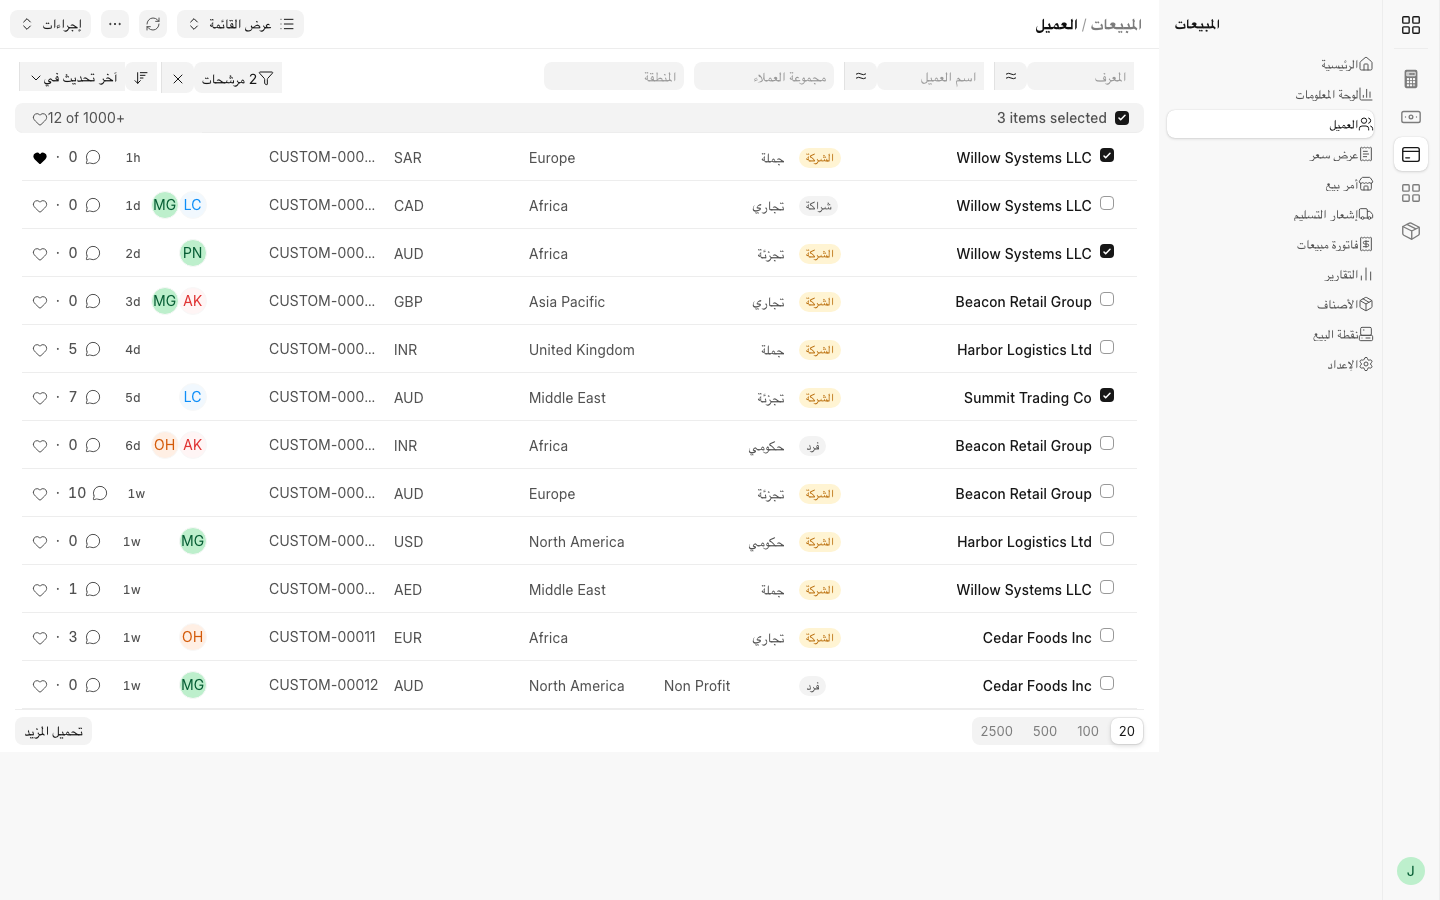 المبيعات
الرئيسية
لوحة المعلومات
العميل
عرض سعر
أمر بيع
إشعار التسليم
فاتورة مبيعات
التقارير
الأصناف
نقطة البيع
الإعداد
J
المبيعات / العميل
عرض القائمة
إجراءات
المعرف ≈
اسم العميل ≈
مجموعة العملاء
المنطقة
2 مرشحات
آخر تحديث في
3 items selected
12 of 1000+
Willow Systems LLC الشركة جملة Europe SAR CUSTOM-000... 1h 0 ·
Willow Systems LLC شراكة تجاري Africa CAD CUSTOM-000... LC MG 1d 0 ·
Willow Systems LLC الشركة تجزئة Africa AUD CUSTOM-000... PN 2d 0 ·
Beacon Retail Group الشركة تجاري Asia Pacific GBP CUSTOM-000... AK MG 3d 0 ·
Harbor Logistics Ltd الشركة جملة United Kingdom INR CUSTOM-000... 4d 5 ·
Summit Trading Co الشركة تجزئة Middle East AUD CUSTOM-000... LC 5d 7 ·
Beacon Retail Group فرد حكومي Africa INR CUSTOM-000... AK OH 6d 0 ·
Beacon Retail Group الشركة تجزئة Europe AUD CUSTOM-000... 1w 10 ·
Harbor Logistics Ltd الشركة حكومي North America USD CUSTOM-000... MG 1w 0 ·
Willow Systems LLC الشركة جملة Middle East AED CUSTOM-000... 1w 1 ·
Cedar Foods Inc الشركة تجاري Africa EUR CUSTOM-00011 OH 1w 3 ·
Cedar Foods Inc فرد Non Profit North America AUD CUSTOM-00012 MG 1w 0 ·
20 100 500 2500
تحميل المزيد